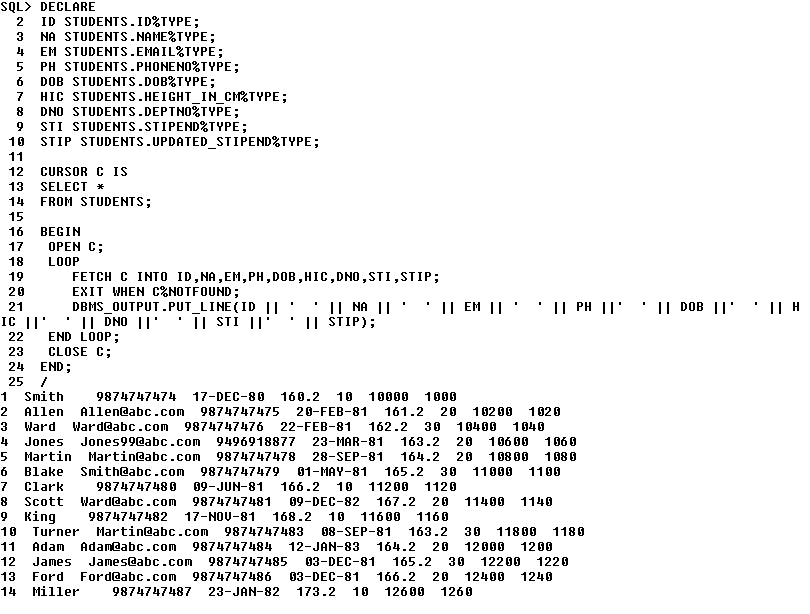 SQL> DECLARE
  2  ID STUDENTS.ID%TYPE;
  3  NA STUDENTS.NAME%TYPE;
  4  EM STUDENTS.EMAIL%TYPE;
  5  PH STUDENTS.PHONENO%TYPE;
  6  DOB STUDENTS.DOB%TYPE;
  7  HIC STUDENTS.HEIGHT_IN_CM%TYPE;
  8  DNO STUDENTS.DEPTNO%TYPE;
  9  STI STUDENTS.STIPEND%TYPE;
 10  STIP STUDENTS.UPDATED_STIPEND%TYPE;
 11
 12  CURSOR C IS
 13  SELECT *
 14  FROM STUDENTS;
 15
 16  BEGIN
 17   OPEN C;
 18   LOOP
 19      FETCH C INTO ID,NA,EM,PH,DOB,HIC,DNO,STI,STIP;
 20      EXIT WHEN C%NOTFOUND;
 21      DBMS_OUTPUT.PUT_LINE(ID || '  ' || NA || '  ' || EM || '  ' || PH ||'  ' || DOB ||'  ' || H
IC ||'  ' || DNO ||'  ' || STI ||'  ' || STIP);
 22   END LOOP;
 23   CLOSE C;
 24  END;
 25  /
1  Smith    9874747474  17-DEC-80  160.2  10  10000  1000
2  Allen  Allen@abc.com  9874747475  20-FEB-81  161.2  20  10200  1020
3  Ward  Ward@abc.com  9874747476  22-FEB-81  162.2  30  10400  1040
4  Jones  Jones99@abc.com  9496918877  23-MAR-81  163.2  20  10600  1060
5  Martin  Martin@abc.com  9874747478  28-SEP-81  164.2  20  10800  1080
6  Blake  Smith@abc.com  9874747479  01-MAY-81  165.2  30  11000  1100
7  Clark    9874747480  09-JUN-81  166.2  10  11200  1120
8  Scott  Ward@abc.com  9874747481  09-DEC-82  167.2  20  11400  1140
9  King    9874747482  17-NOV-81  168.2  10  11600  1160
10  Turner  Martin@abc.com  9874747483  08-SEP-81  163.2  30  11800  1180
11  Adam  Adam@abc.com  9874747484  12-JAN-83  164.2  20  12000  1200
12  James  James@abc.com  9874747485  03-DEC-81  165.2  30  12200  1220
13  Ford  Ford@abc.com  9874747486  03-DEC-81  166.2  20  12400  1240
14  Miller    9874747487  23-JAN-82  173.2  10  12600  1260